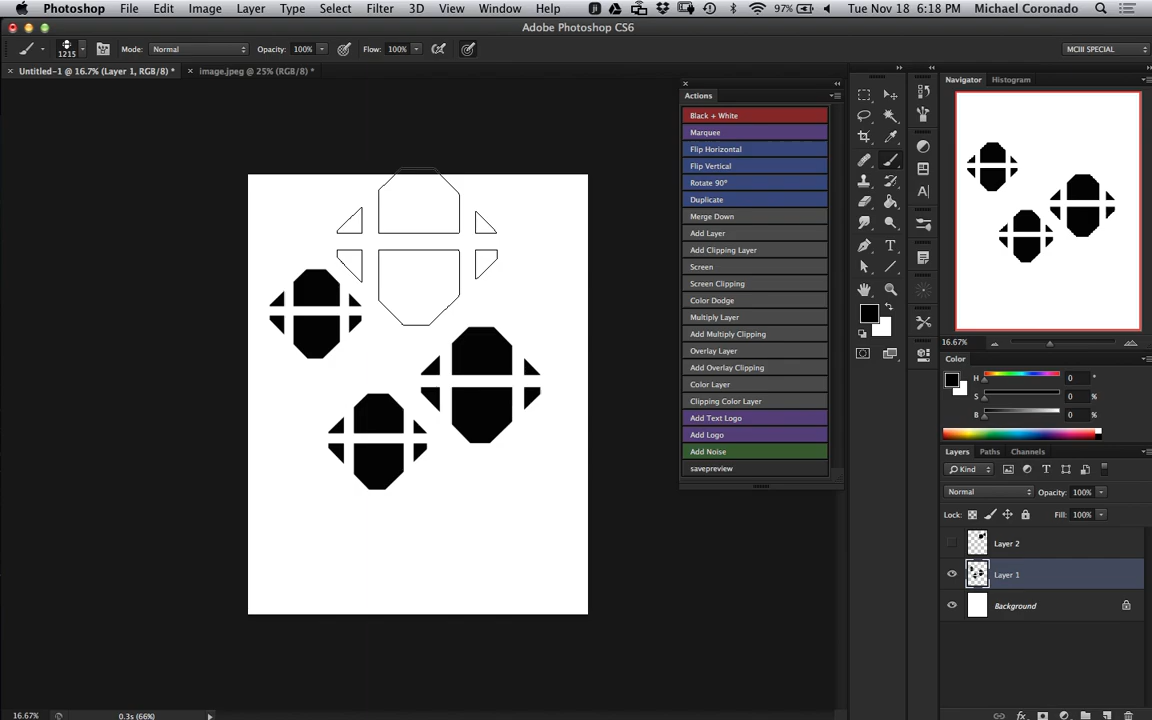 Photoshop File Edit Image Layer Type Select Filter 3D View Window Help 97% Tue Nov 18 6:18 PM Michael Coronado
Adobe Photoshop CS6
1215 Mode: Normal Opacity: 100% Flow: 100% MCIII SPECIAL
× Untitled-1 @ 16.7% (Layer 1, RGB/8) * × image.jpeg @ 25% (RGB/8) *
Actions
Black + White
Marquee
Flip Horizontal
Flip Vertical
Rotate 90°
Duplicate
Merge Down
Add Layer
Add Clipping Layer
Screen
Screen Clipping
Color Dodge
Multiply Layer
Add Multiply Clipping
Overlay Layer
Add Overlay Clipping
Color Layer
Clipping Color Layer
Add Text Logo
Add Logo
Add Noise
savepreview
Navigator Histogram
16.67%
Color
H 0 °
S 0 %
B 0 %
Layers Paths Channels
Kind
Normal Opacity: 100%
Lock: Fill: 100%
Layer 2
Layer 1
Background
16.67% 0.3s (66%)